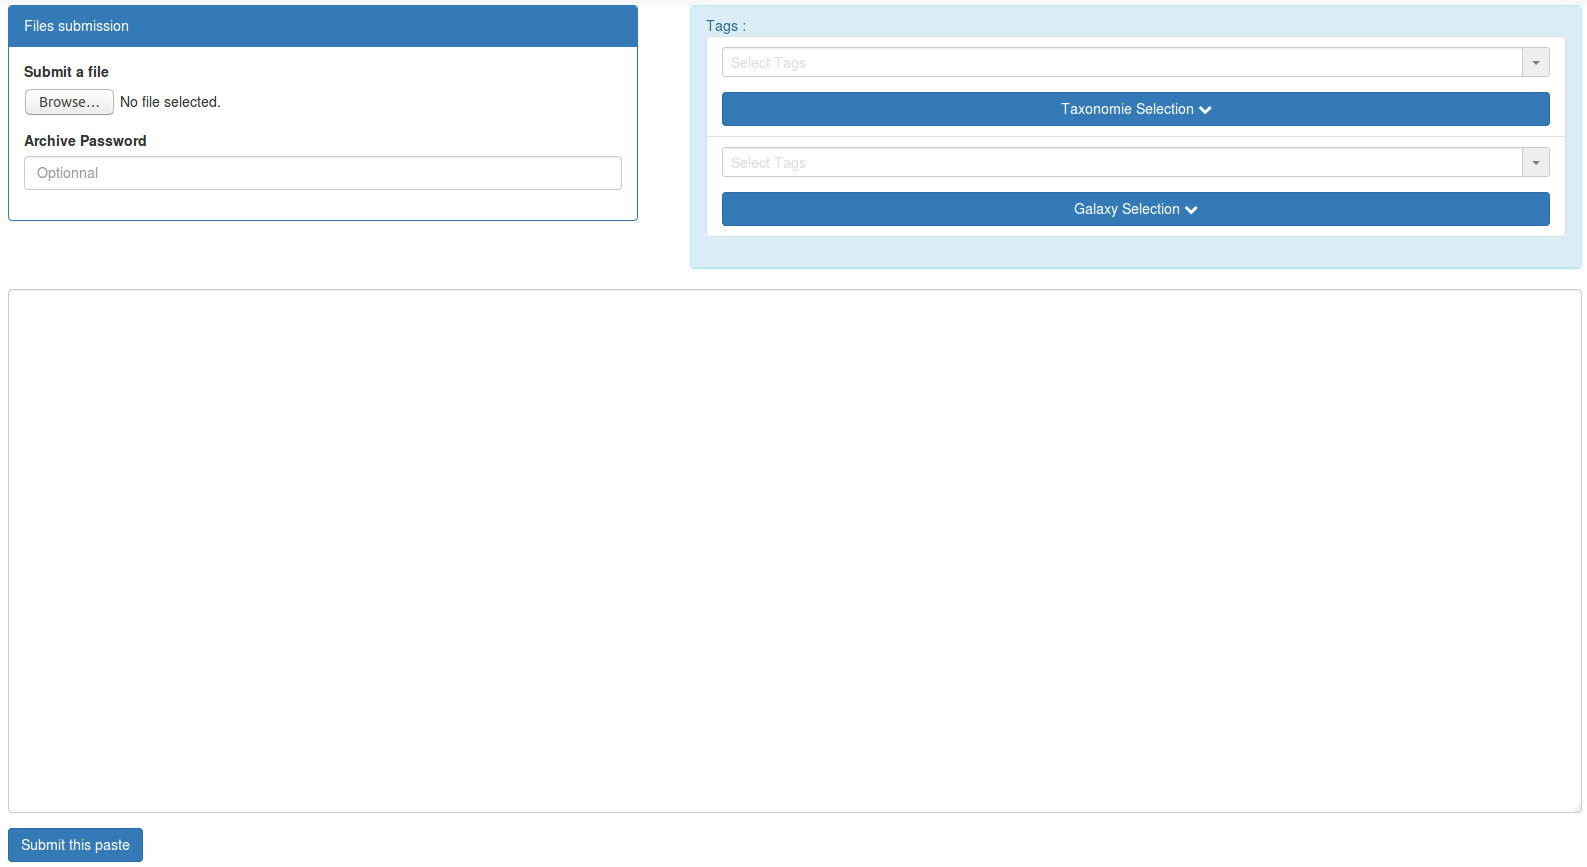 Files submission
Submit a file
Browse... No file selected.
Archive Password
Optionnal
Tags :
Select Tags
Taxonomie Selection
Select Tags
Galaxy Selection
Submit this paste